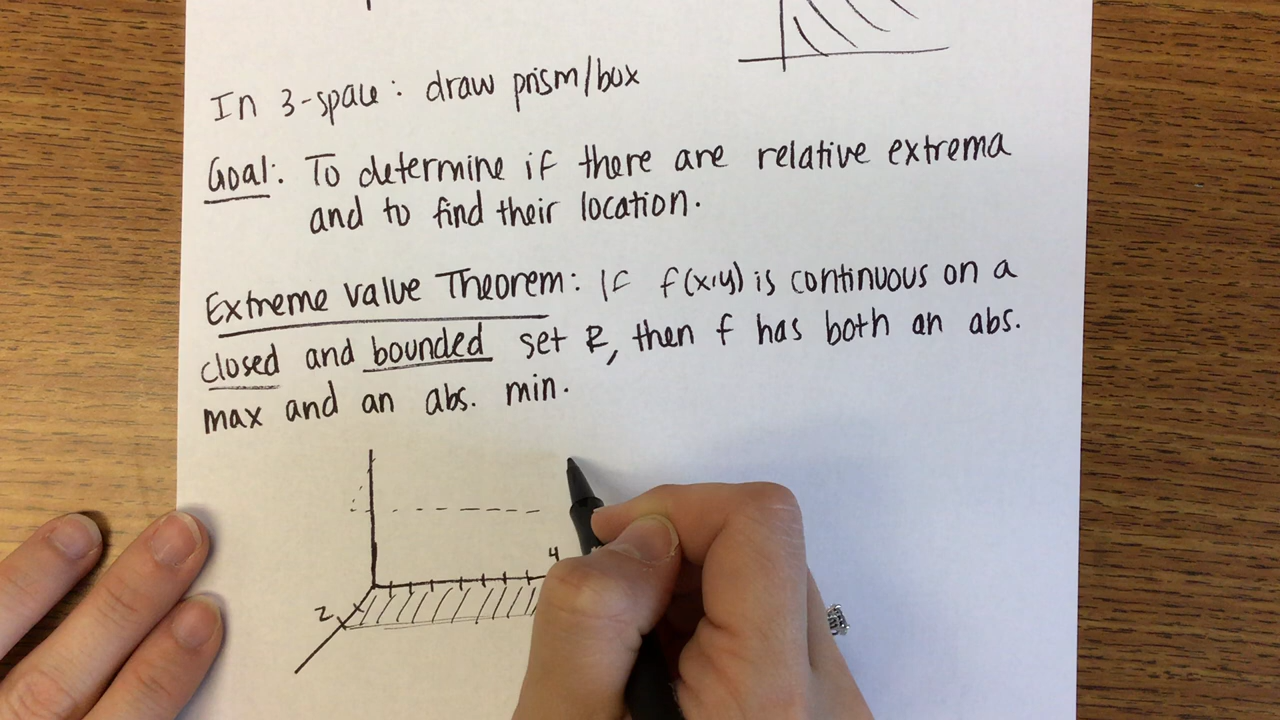 In 3-space: draw prism/box
Goal: To determine if there are relative extrema
and to find their location.
Extreme Value Theorem: If f(x,y) is continuous on a
closed and bounded set R, then f has both an abs.
max and an abs. min.
4
2